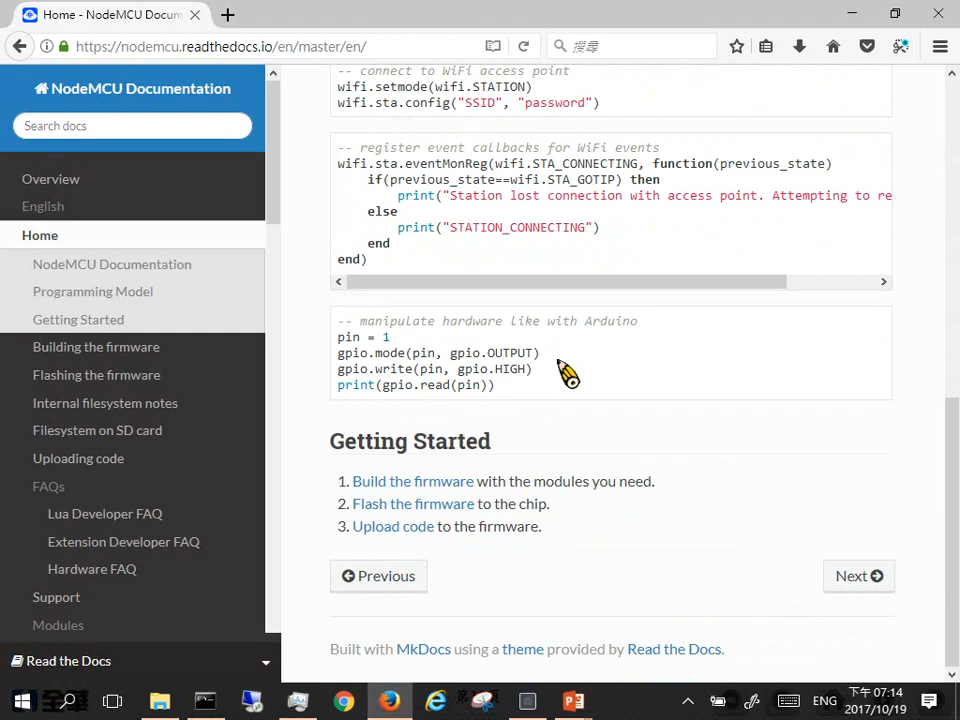 Home - NodeMCU Docum
https://nodemcu.readthedocs.io/en/master/en/
搜尋
NodeMCU Documentation
Search docs
Overview
English
Home
NodeMCU Documentation
Programming Model
Getting Started
Building the firmware
Flashing the firmware
Internal filesystem notes
Filesystem on SD card
Uploading code
FAQs
Lua Developer FAQ
Extension Developer FAQ
Hardware FAQ
Support
Modules
Read the Docs
-- connect to WiFi access point
wifi.setmode(wifi.STATION)
wifi.sta.config("SSID", "password")
-- register event callbacks for WiFi events
wifi.sta.eventMonReg(wifi.STA_CONNECTING, function(previous_state)
if(previous_state==wifi.STA_GOTIP) then
print("Station lost connection with access point. Attempting to re
else
print("STATION_CONNECTING")
end
end)
-- manipulate hardware like with Arduino
pin = 1
gpio.mode(pin, gpio.OUTPUT)
gpio.write(pin, gpio.HIGH)
print(gpio.read(pin))
Getting Started
1. Build the firmware with the modules you need.
2. Flash the firmware to the chip.
3. Upload code to the firmware.
Previous
Next
Built with MkDocs using a theme provided by Read the Docs.
ENG
下午 07:14
2017/10/19